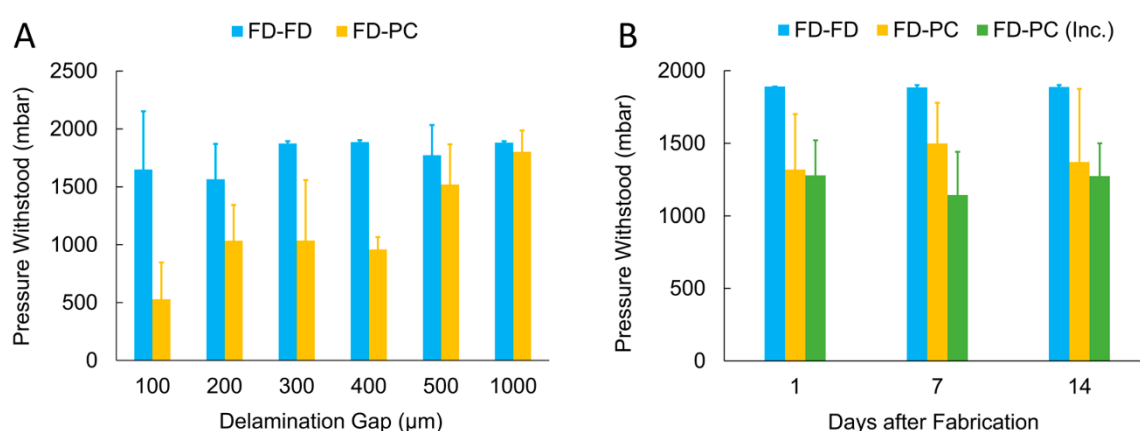 A
FD-FD FD-PC
Pressure Withstood (mbar)
2500
2000
1500
1000
500
0
100 200 300 400 500 1000
Delamination Gap (µm)
B
FD-FD FD-PC FD-PC (Inc.)
Pressure Withstood (mbar)
2000
1500
1000
500
0
1 7 14
Days after Fabrication